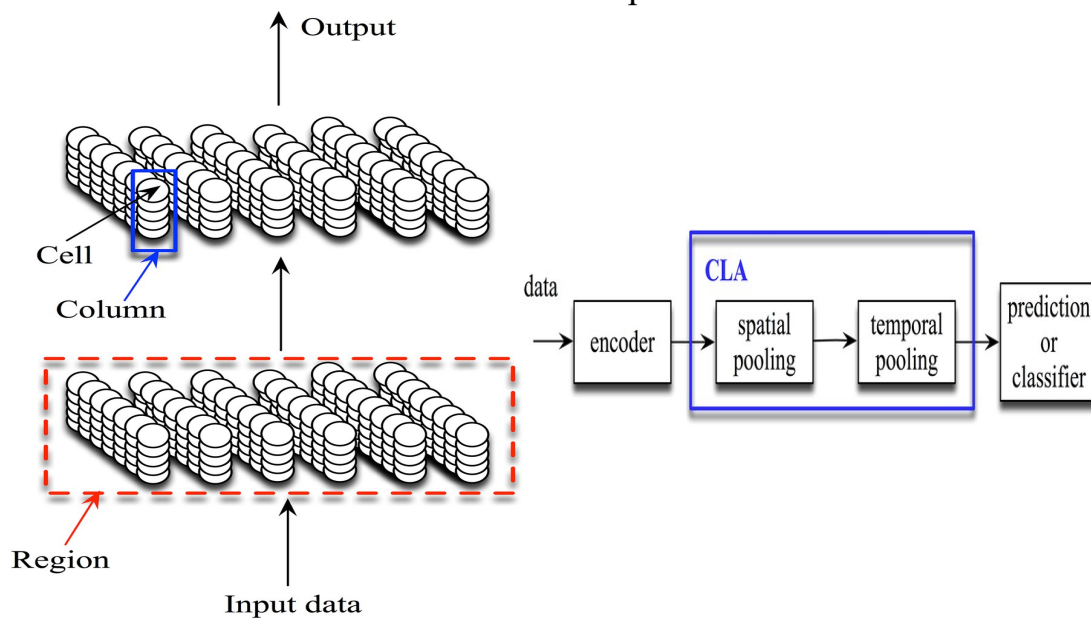 Output
Cell
Column
Region
Input data
data
encoder
CLA
spatial
pooling
temporal
pooling
prediction
or
classifier